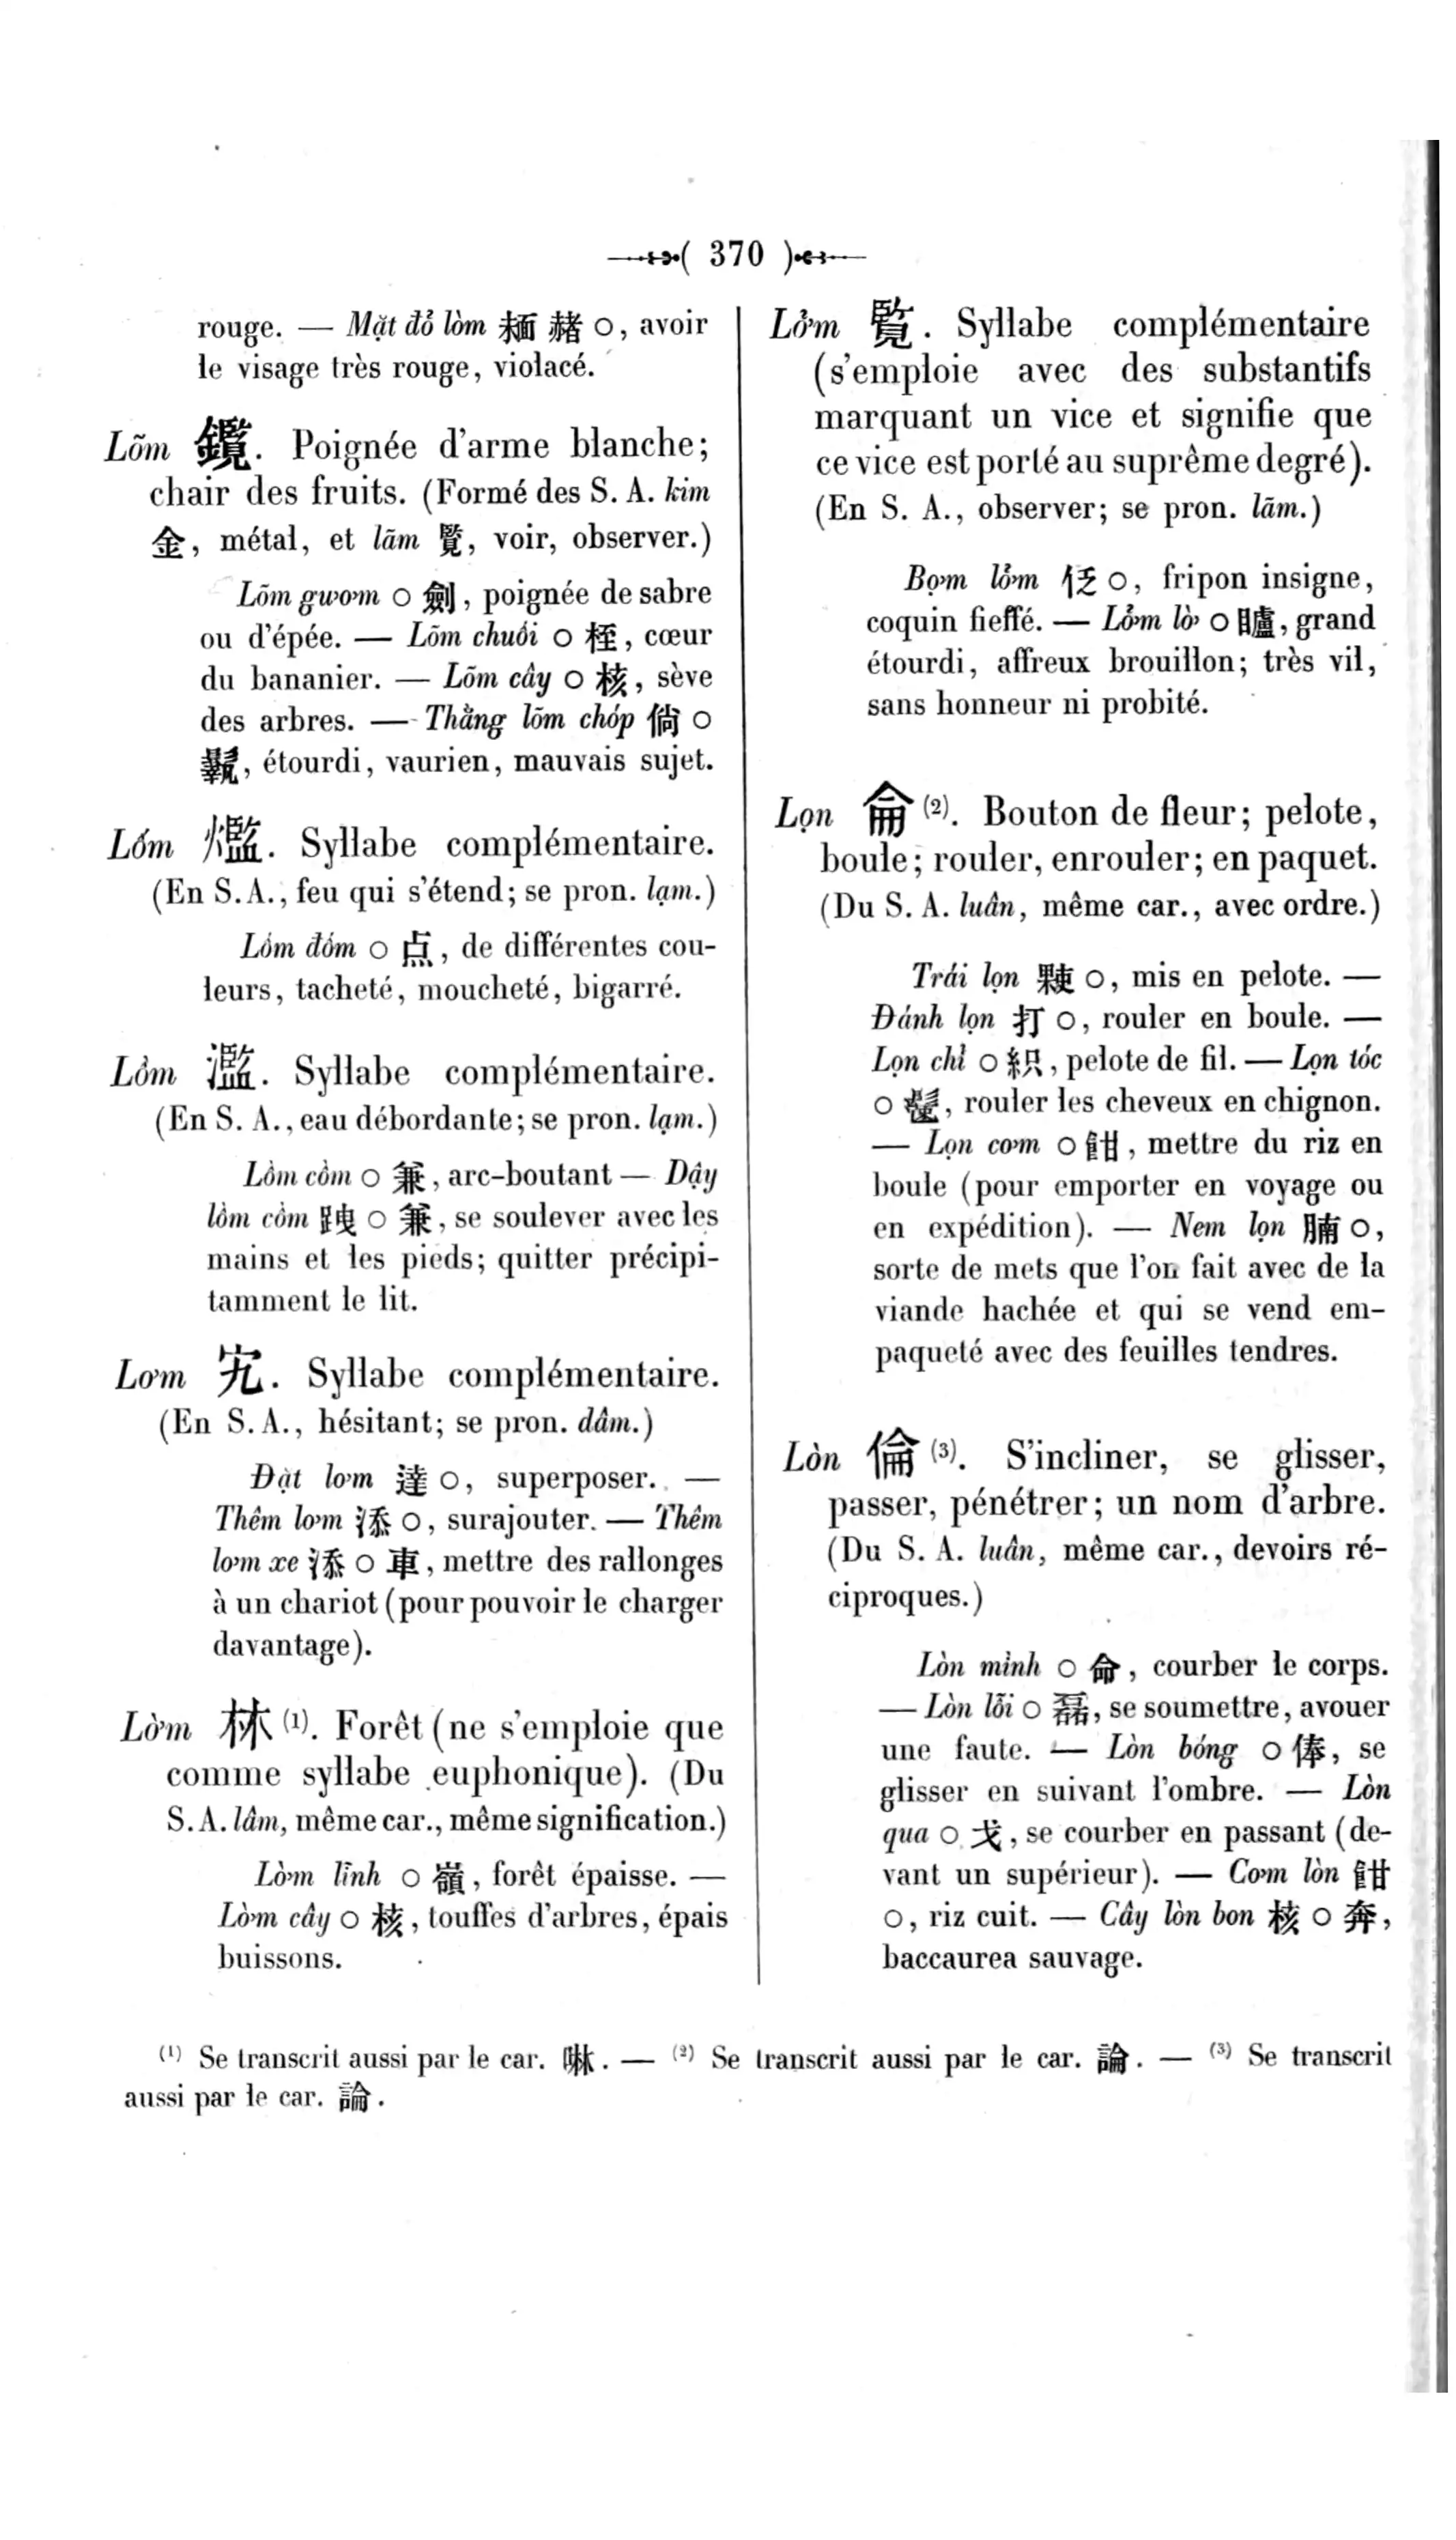 ( 370 )
rouge. — Mặt đỏ lòm 𩈘 赭 ○, avoir
le visage très rouge, violacé.
Lõm 鑬. Poignée d'arme blanche;
chair des fruits. (Formé des S. A. kim
金, métal, et lãm 覽, voir, observer.)
Lõm gươm ○ 劍, poignée de sabre
ou d'épée. — Lõm chuối ○ 桎, cœur
du bananier. — Lõm cây ○ 核, sève
des arbres. — Thằng lõm chóp 倘 ○
, étourdi, vaurien, mauvais sujet.
Lốm 爁. Syllabe complémentaire.
(En S. A., feu qui s'étend; se pron. lạm.)
Lốm đốm ○ 点, de différentes cou-
leurs, tacheté, moucheté, bigarré.
Lồm 濫. Syllabe complémentaire.
(En S. A., eau débordante; se pron. lạm.)
Lồm cồm ○ 兼, arc-boutant — Dậy
lồm cồm 跩 ○ 兼, se soulever avec les
mains et les pieds; quitter précipi-
tamment le lit.
Lơm 冘. Syllabe complémentaire.
(En S. A., hésitant; se pron. dâm.)
Đạt lơm 達 ○, superposer. —
Thêm lơm 添 ○, surajouter. — Thêm
lơm xe 添 ○ 車, mettre des rallonges
à un chariot (pour pouvoir le charger
davantage).
Lờm 林 (1). Forêt (ne s'emploie que
comme syllabe euphonique). (Du
S. A. lâm, même car., même signification.)
Lờm lĩnh ○ 嶺, forêt épaisse. —
Lờm cây ○ 核, touffes d'arbres, épais
buissons.
Lởm 覽. Syllabe complémentaire
(s'emploie avec des substantifs
marquant un vice et signifie que
ce vice est porté au suprême degré).
(En S. A., observer; se pron. lãm.)
Bợm lởm 𠇖 ○, fripon insigne,
coquin fieffé. — Lởm lờ ○ 矑, grand
étourdi, affreux brouillon; très vil,
sans honneur ni probité.
Lọn 侖 (2). Bouton de fleur; pelote,
boule; rouler, enrouler; en paquet.
(Du S. A. luân, même car., avec ordre.)
Trái lọn ○, mis en pelote. —
Đánh lọn 打 ○, rouler en boule. —
Lọn chỉ ○ 織, pelote de fil. — Lọn tóc
○, rouler les cheveux en chignon.
— Lọn cơm ○ 𩚵, mettre du riz en
boule (pour emporter en voyage ou
en expédition). — Nem lọn 腩 ○,
sorte de mets que l'on fait avec de la
viande hachée et qui se vend em-
paqueté avec des feuilles tendres.
Lòn 倫 (3). S'incliner, se glisser,
passer, pénétrer; un nom d'arbre.
(Du S. A. luân, même car., devoirs ré-
ciproques.)
Lòn mình ○ 命, courber le corps.
— Lòn lỗi ○ 磊, se soumettre, avouer
une faute. — Lòn bóng ○ 俸, se
glisser en suivant l'ombre. — Lòn
qua ○ 戈, se courber en passant (de-
vant un supérieur). — Cơm lòn
○, riz cuit. — Cây lòn bon 核 ○ 奔,
baccaurea sauvage.
(1) Se transcrit aussi par le car. 啉. — (2) Se transcrit aussi par le car. 論. — (3) Se transcrit
aussi par le car. 論.